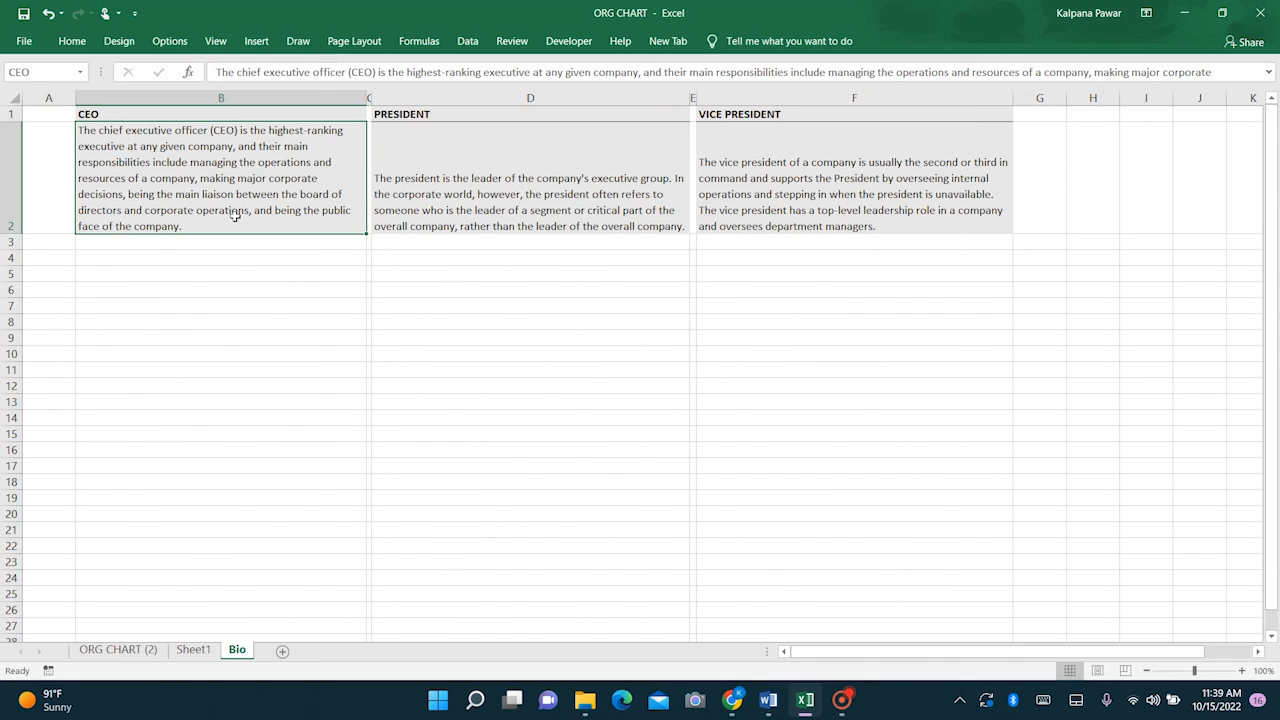 ORG CHART - Excel
Kalpana Pawar
File Home Design Options View Insert Draw Page Layout Formulas Data Review Developer Help New Tab Tell me what you want to do
Share
CEO
fx
The chief executive officer (CEO) is the highest-ranking executive at any given company, and their main responsibilities include managing the operations and resources of a company, making major corporate
A B C D E F G H I J K
1
CEO
PRESIDENT
VICE PRESIDENT
2
The chief executive officer (CEO) is the highest-ranking
executive at any given company, and their main
responsibilities include managing the operations and
resources of a company, making major corporate
decisions, being the main liaison between the board of
directors and corporate operations, and being the public
face of the company.
The president is the leader of the company's executive group. In
the corporate world, however, the president often refers to
someone who is the leader of a segment or critical part of the
overall company, rather than the leader of the overall company.
The vice president of a company is usually the second or third in
command and supports the President by overseeing internal
operations and stepping in when the president is unavailable.
The vice president has a top-level leadership role in a company
and oversees department managers.
3
4
5
6
7
8
9
10
11
12
13
14
15
16
17
18
19
20
21
22
23
24
25
26
27
28
ORG CHART (2) Sheet1 Bio
Ready
100%
91°F
Sunny
11:39 AM
10/15/2022
16